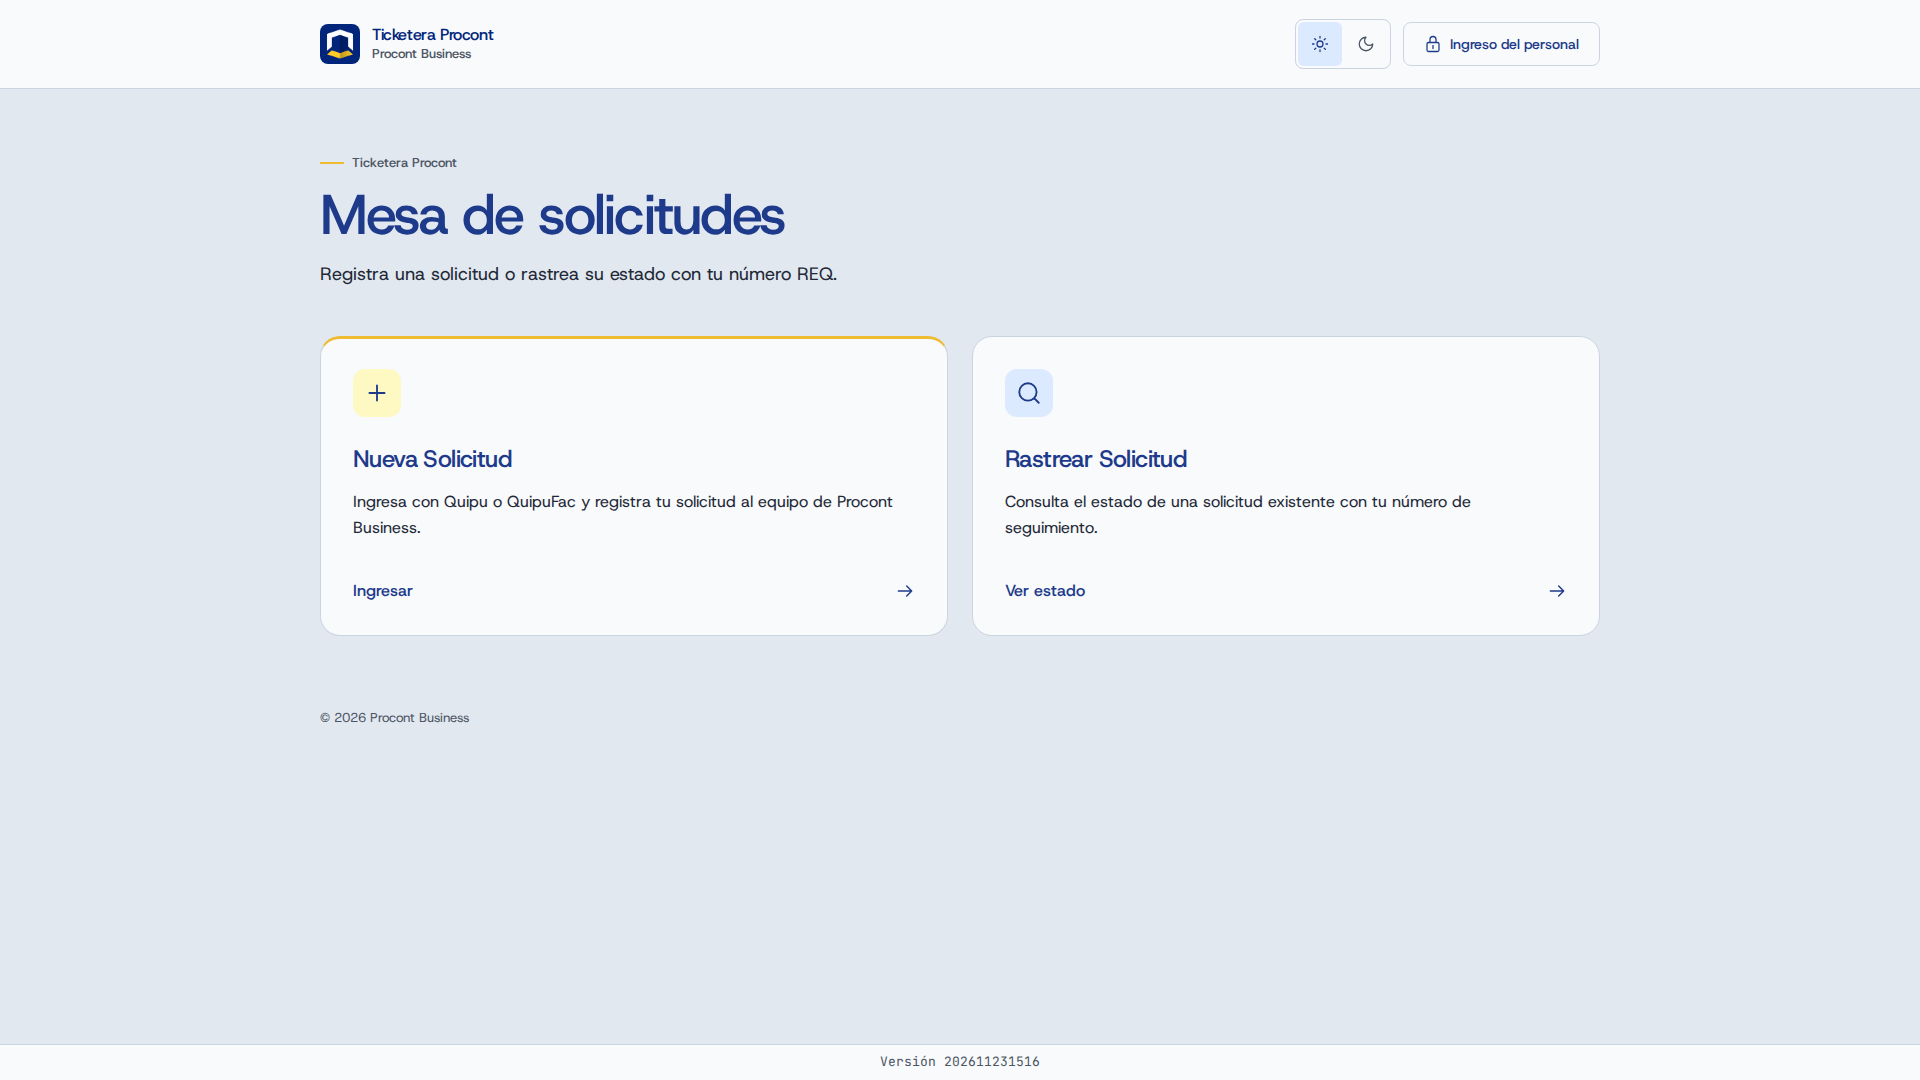 Ticketera Procont
Procont Business
Ingreso del personal
Ticketera Procont
Mesa de solicitudes
Registra una solicitud o rastrea su estado con tu número REQ.
Nueva Solicitud
Ingresa con Quipu o QuipuFac y registra tu solicitud al equipo de Procont
Business.
Ingresar
Rastrear Solicitud
Consulta el estado de una solicitud existente con tu número de
seguimiento.
Ver estado
© 2026 Procont Business
Versión 202611231516